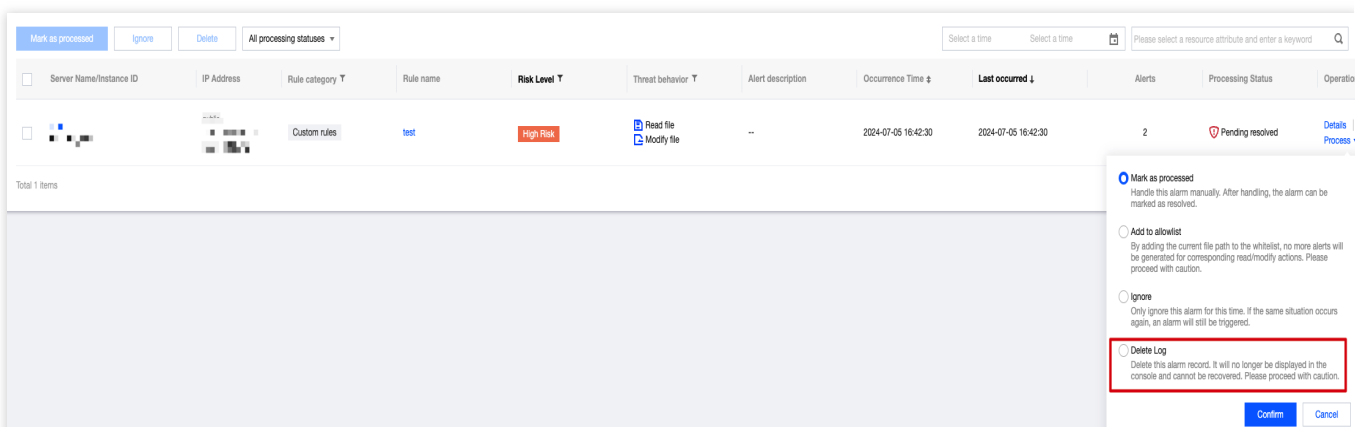 Mark as processed
Ignore
Delete
All processing statuses
Select a time
Select a time
Please select a resource attribute and enter a keyword
Server Name/Instance ID
IP Address
Rule category
Rule name
Risk Level
Threat behavior
Alert description
Occurrence Time
Last occurred
Alerts
Processing Status
Operatio
Custom rules
test
High Risk
Read file
Modify file
--
2024-07-05 16:42:30
2024-07-05 16:42:30
2
Pending resolved
Details
Process
Total 1 items
Mark as processed
Handle this alarm manually. After handling, the alarm can be
marked as resolved.
Add to allowlist
By adding the current file path to the whitelist, no more alerts will
be generated for corresponding read/modify actions. Please
proceed with caution.
Ignore
Only ignore this alarm for this time. If the same situation occurs
again, an alarm will still be triggered.
Delete Log
Delete this alarm record. It will no longer be displayed in the
console and cannot be recovered. Please proceed with caution.
Confirm
Cancel